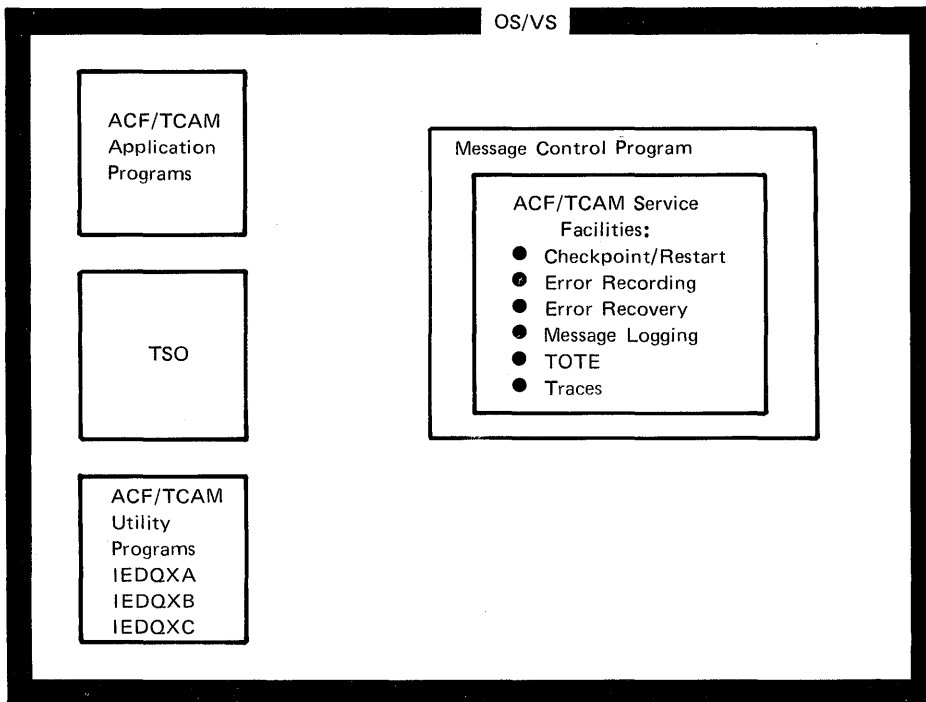 OS/VS
ACF/TCAM
Application
Programs
TSO
ACF/TCAM
Utility
Programs
IEDQXA
IEDQXB
IEDQXC
Message Control Program
ACF/TCAM Service
Facilities:
● Checkpoint/Restart
● Error Recording
● Error Recovery
● Message Logging
● TOTE
● Traces